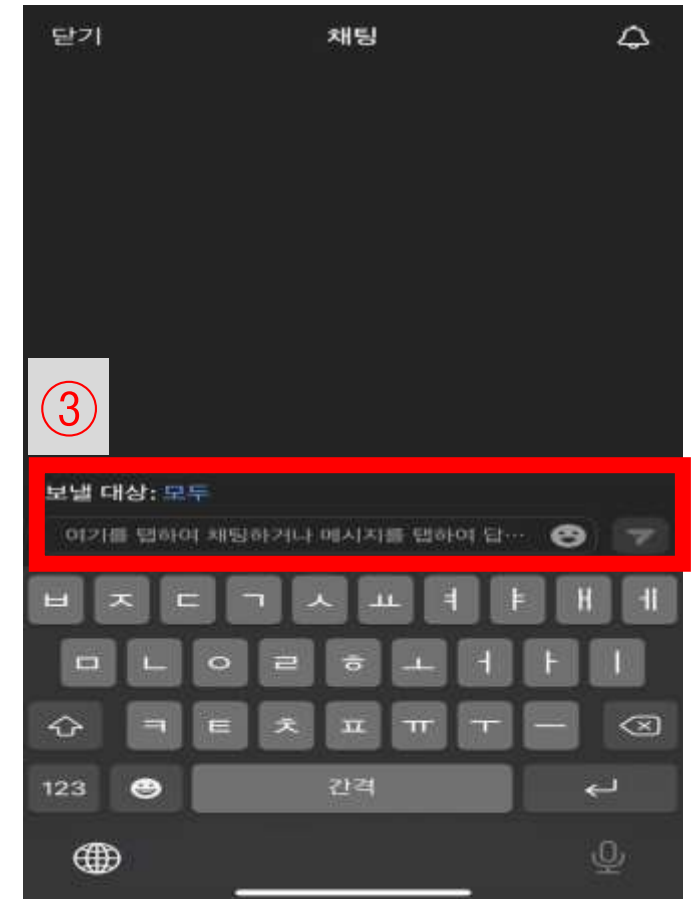 닫기 채팅
③
보낼 대상: 모두
여기를 탭하여 채팅하거나 메시지를 탭하여 답…
ㅂ ㅈ ㄷ ㄱ ㅅ ㅛ ㅕ ㅑ ㅐ ㅔ
ㅁ ㄴ ㅇ ㄹ ㅎ ㅗ ㅓ ㅏ ㅣ
ㅋ ㅌ ㅊ ㅍ ㅠ ㅜ ㅡ
123 간격